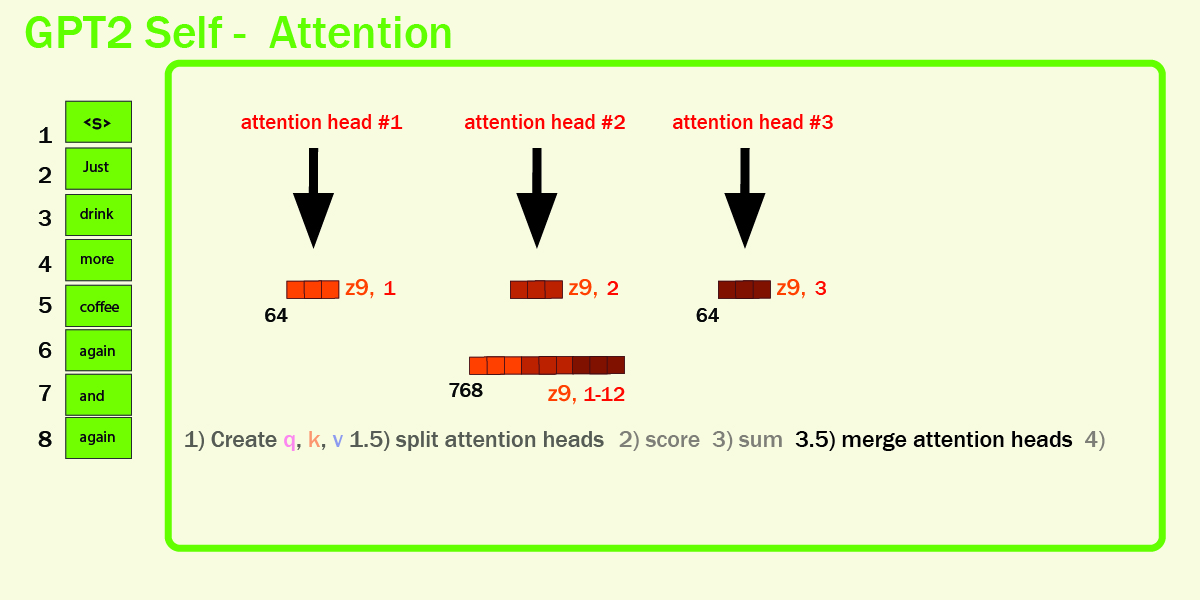 GPT2 Self - Attention
attention head #1
attention head #2
attention head #3
1 <s>
2 Just
3 drink
4 more
5 coffee
6 again
7 and
8 again
z9, 1
64
z9, 2
z9, 3
64
768
z9, 1-12
1) Create q, k, v 1.5) split attention heads 2) score 3) sum 3.5) merge attention heads 4)